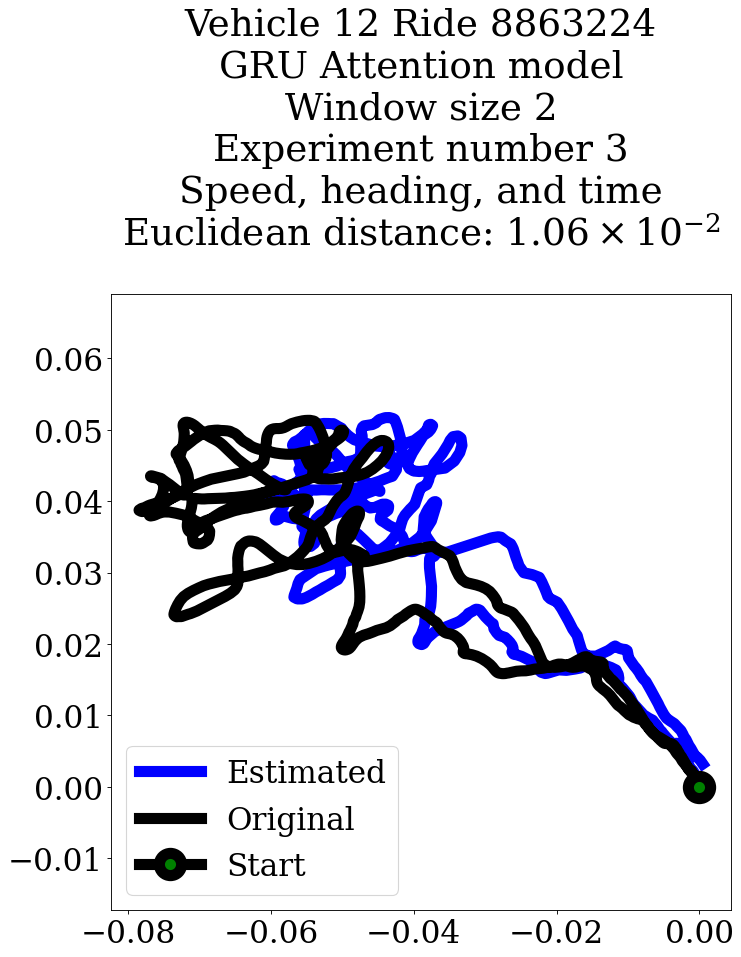 Vehicle 12 Ride 8863224
GRU Attention model
Window size 2
Experiment number 3
Speed, heading, and time
Euclidean distance: 1.06 × 10⁻²
0.06
0.05
0.04
0.03
0.02
0.01
0.00
−0.01
Estimated
Original
Start
−0.08 −0.06 −0.04 −0.02 0.00